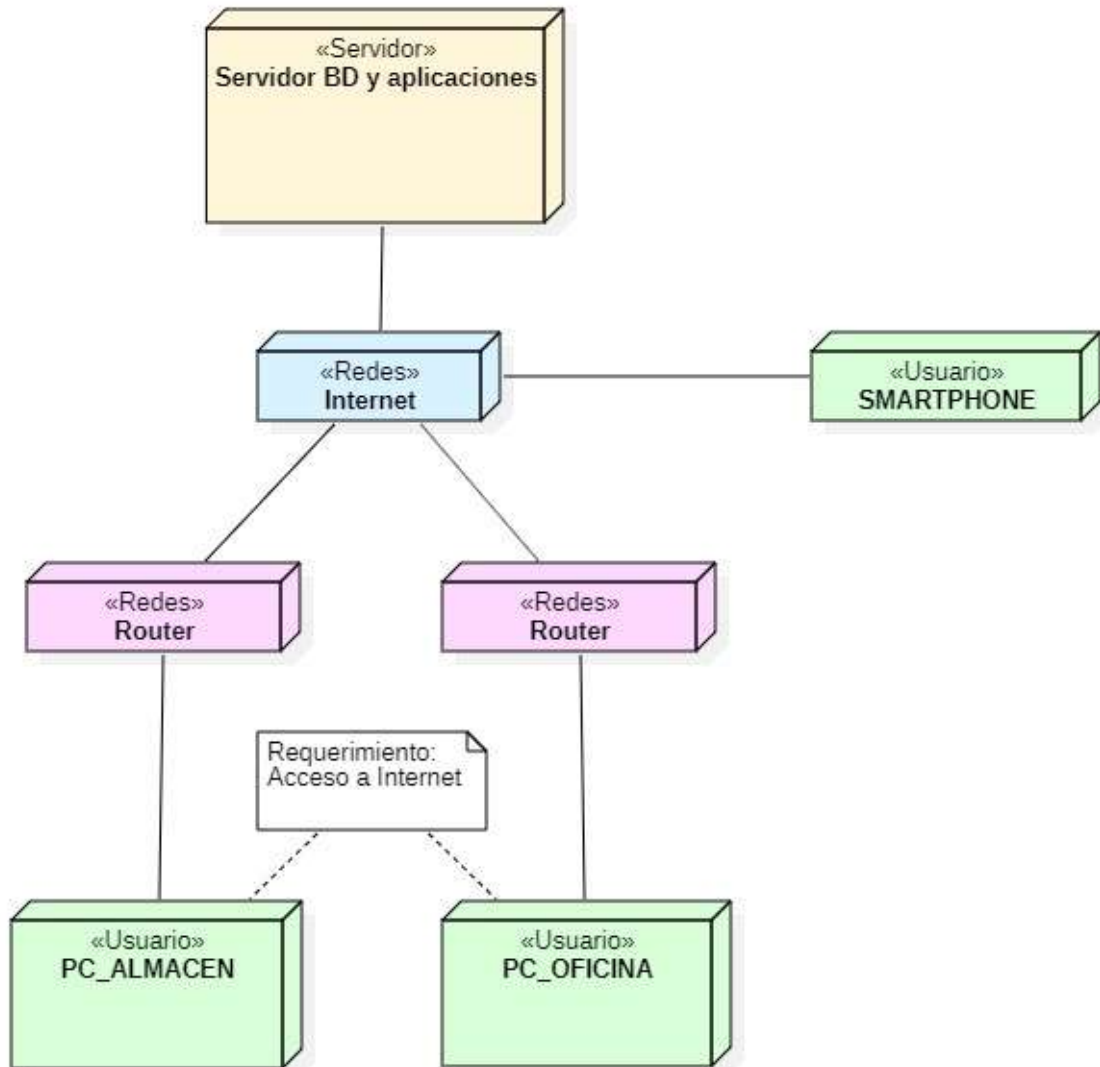 «Servidor»
Servidor BD y aplicaciones
«Redes»
Internet
«Usuario»
SMARTPHONE
«Redes»
Router
«Redes»
Router
Requerimiento:
Acceso a Internet
«Usuario»
PC_ALMACEN
«Usuario»
PC_OFICINA